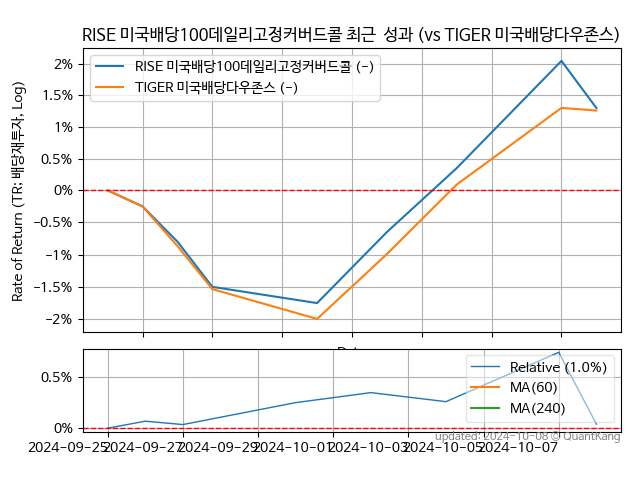 RISE 미국배당100데일리고정커버드콜 최근 성과 (vs TIGER 미국배당다우존스)
RISE 미국배당100데일리고정커버드콜 (-)
TIGER 미국배당다우존스 (-)
Rate of Return (TR: 배당재투자, Log)
2%
1.5%
1%
0.5%
0%
−0.5%
−1%
−1.5%
−2%
Relative (1.0%)
MA(60)
MA(240)
0.5%
0%
updated: 2024-10-08 © QuantKang
2024-09-25 2024-09-27 2024-09-29 2024-10-01 2024-10-03 2024-10-05 2024-10-07